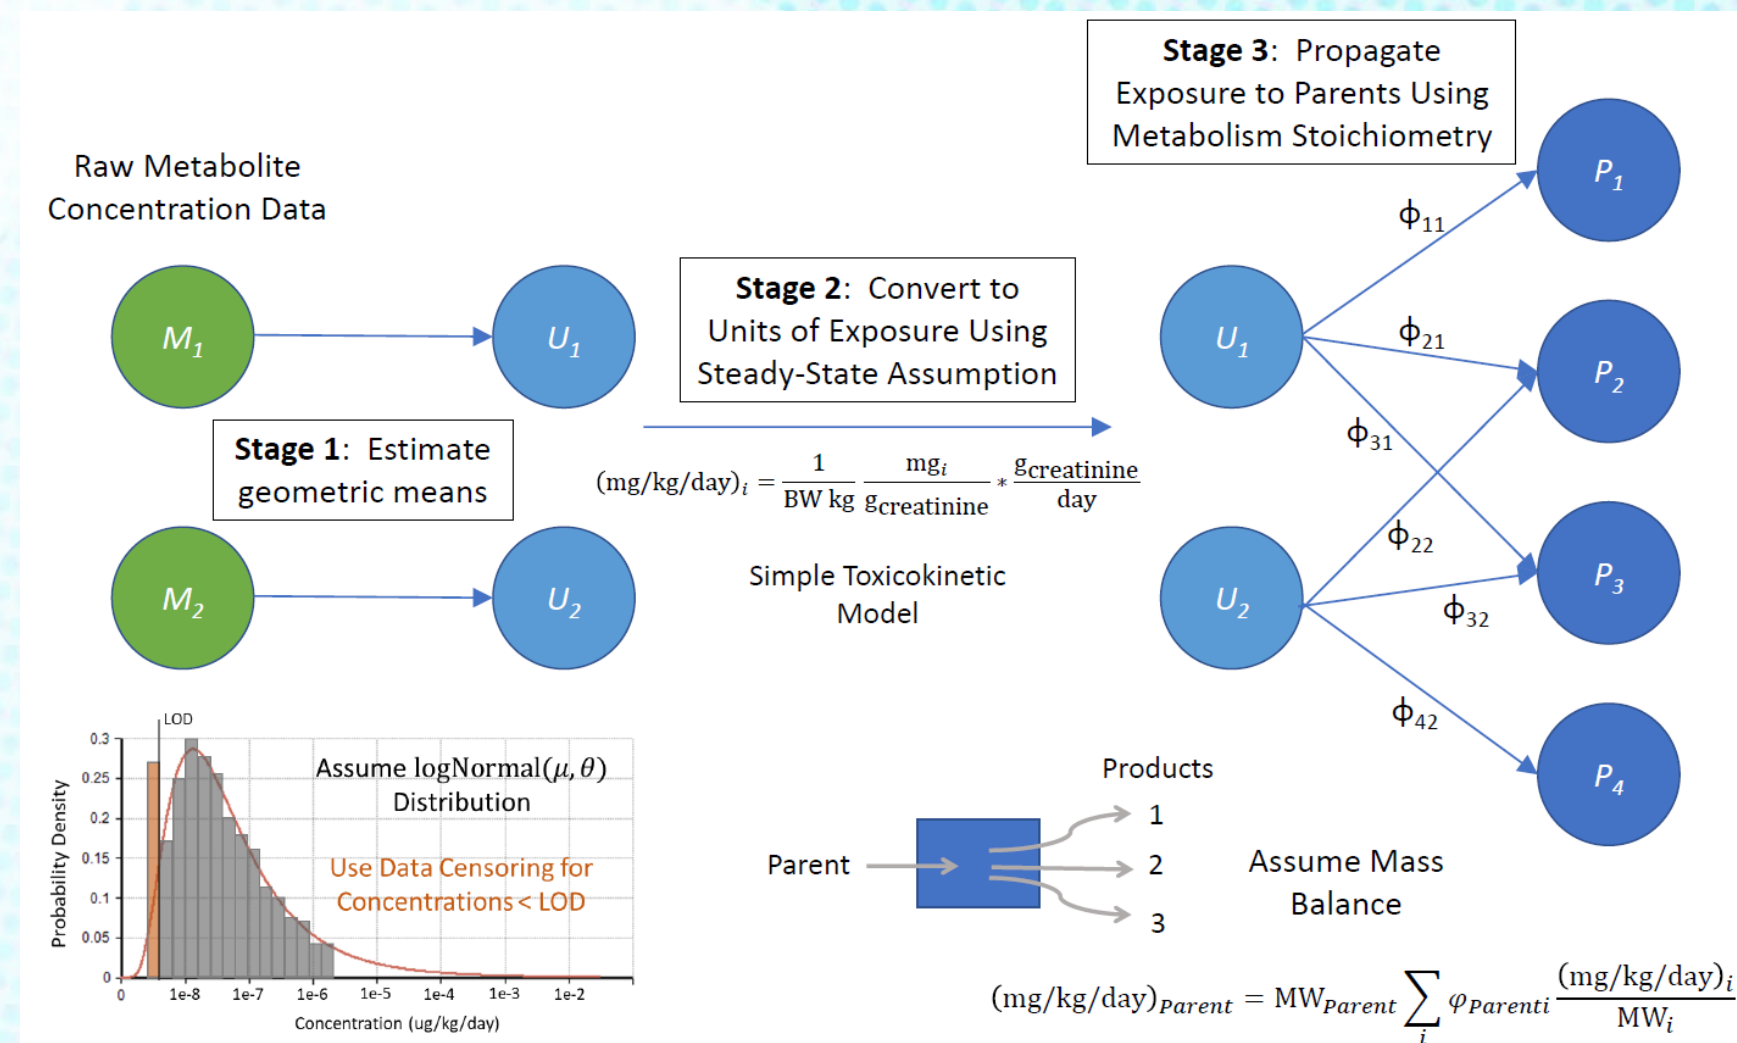 Raw Metabolite
Concentration Data
M₁
U₁
M₂
U₂
Stage 1: Estimate
geometric means
Stage 2: Convert to
Units of Exposure Using
Steady-State Assumption
(mg/kg/day)ᵢ = 1/(BW kg) mgᵢ/g_creatinine * g_creatinine/day
Simple Toxicokinetic
Model
Stage 3: Propagate
Exposure to Parents Using
Metabolism Stoichiometry
U₁
U₂
ϕ₁₁
ϕ₂₁
ϕ₃₁
ϕ₂₂
ϕ₃₂
ϕ₄₂
P₁
P₂
P₃
P₄
LOD
Assume logNormal(μ, θ)
Distribution
Use Data Censoring for
Concentrations < LOD
Probability Density
0.3
0.25
0.2
0.15
0.1
0.05
0
0 1e-8 1e-7 1e-6 1e-5 1e-4 1e-3 1e-2
Concentration (ug/kg/day)
Products
Parent
1
2
3
Assume Mass
Balance
(mg/kg/day)_Parent = MW_Parent ∑ᵢ φ_Parenti (mg/kg/day)ᵢ/MWᵢ